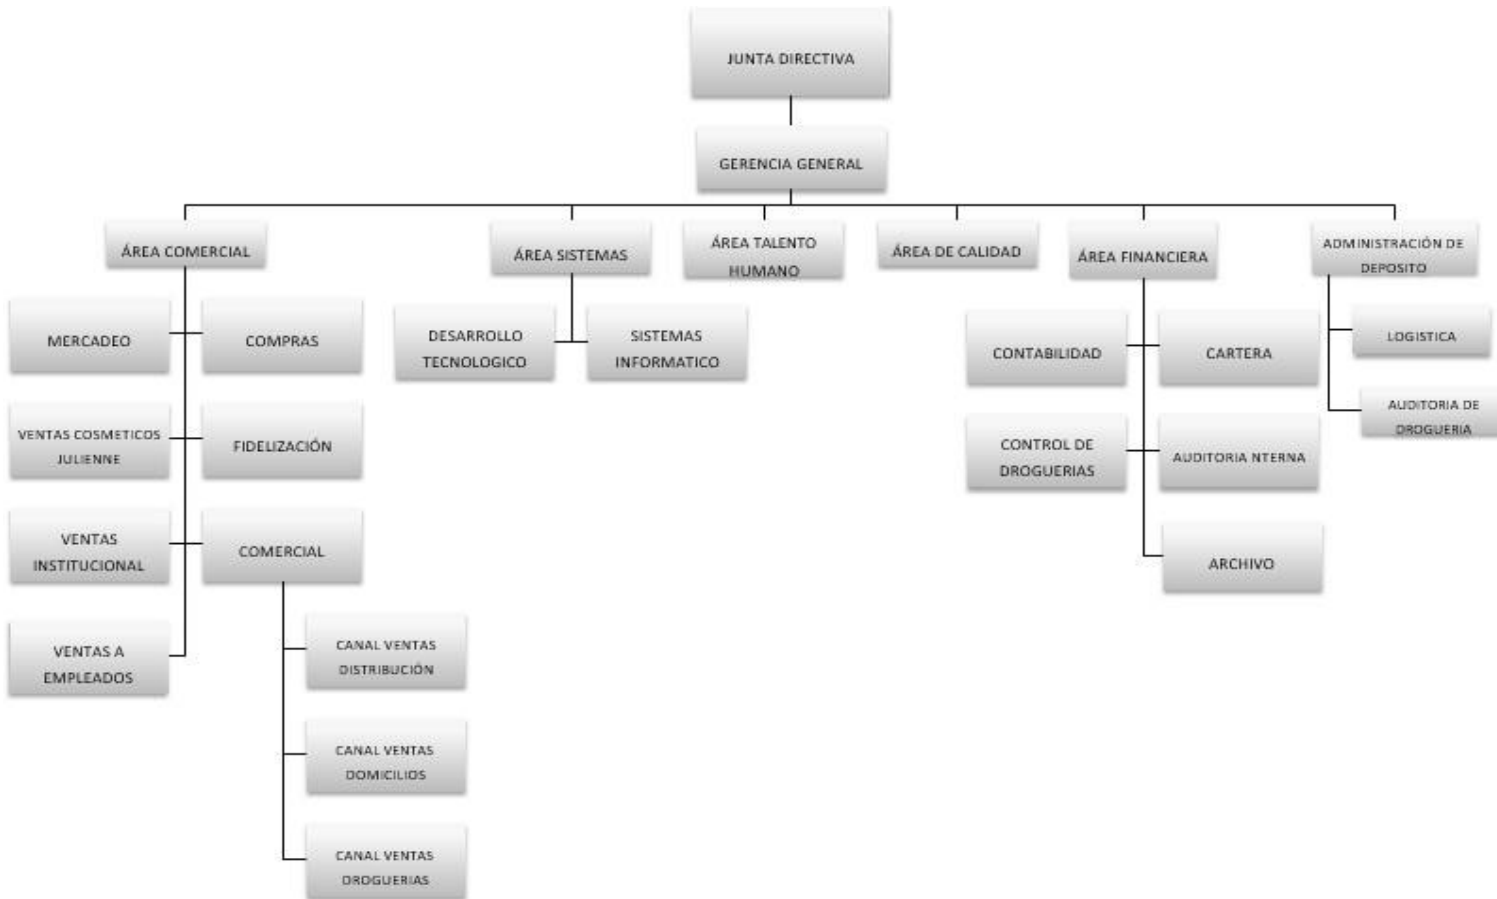 JUNTA DIRECTIVA
GERENCIA GENERAL
ÁREA COMERCIAL
ÁREA SISTEMAS
ÁREA TALENTO
HUMANO
ÁREA DE CALIDAD
ÁREA FINANCIERA
ADMINISTRACIÓN DE
DEPOSITO
MERCADEO
COMPRAS
VENTAS COSMETICOS
JULIENNE
FIDELIZACIÓN
VENTAS
INSTITUCIONAL
COMERCIAL
VENTAS A
EMPLEADOS
CANAL VENTAS
DISTRIBUCIÓN
CANAL VENTAS
DOMICILIOS
CANAL VENTAS
DROGUERIAS
DESARROLLO
TECNOLOGICO
SISTEMAS
INFORMATICO
CONTABILIDAD
CARTERA
CONTROL DE
DROGUERIAS
AUDITORIA NTERNA
ARCHIVO
LOGISTICA
AUDITORIA DE
DROGUERIA